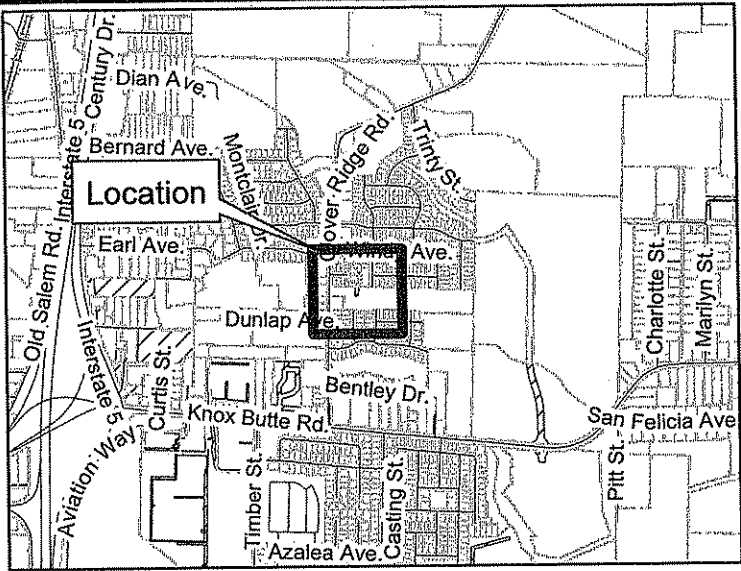 Century Dr.
Dian Ave.
Interstate 5
Bernard Ave.
Montclair Dr.
Clover Ridge Rd.
Trinty St.
Location
Old Salem Rd.
Earl Ave.
Ave.
Dunlap Ave.
Charlotte St.
Marilyn St.
Interstate 5
Curtis St.
Bentley Dr.
Knox Butte Rd.
San Felicia Ave.
Aviation Way
Timber St.
Casting St.
Pitt St.
Azalea Ave.